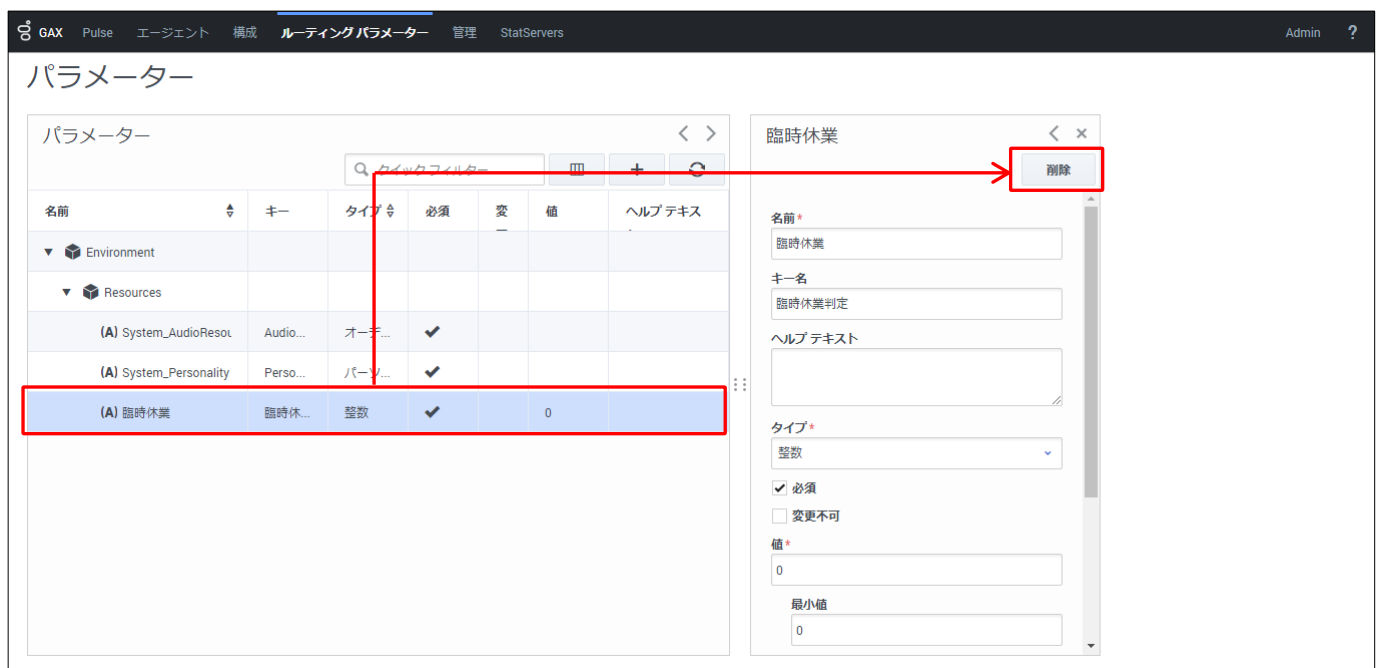 GAX Pulse エージェント 構成 ルーティング パラメーター 管理 StatServers Admin ?
パラメーター
パラメーター
クイック フィルター
名前 キー タイプ 必須 変 値 ヘルプ テキス
Environment
Resources
(A) System_AudioResou Audio... オーデ...
(A) System_Personality Perso... パーソ...
(A) 臨時休業 臨時休... 整数 0
臨時休業
削除
名前*
臨時休業
キー名
臨時休業判定
ヘルプ テキスト
タイプ*
整数
必須
変更不可
値*
0
最小値
0